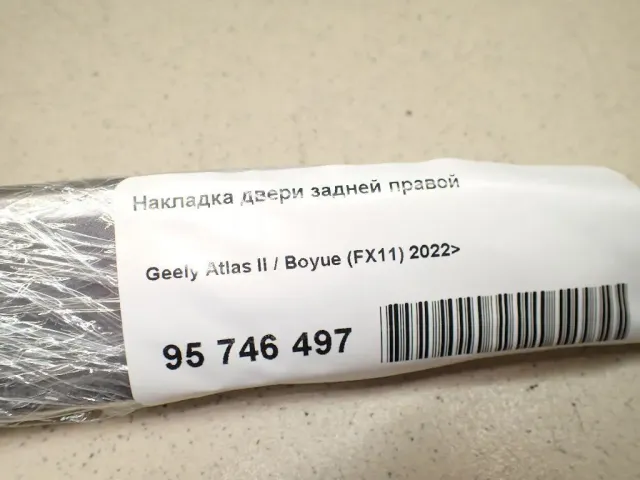 Накладка двери задней правой
Geely Atlas II / Boyue (FX11) 2022>
95 746 497